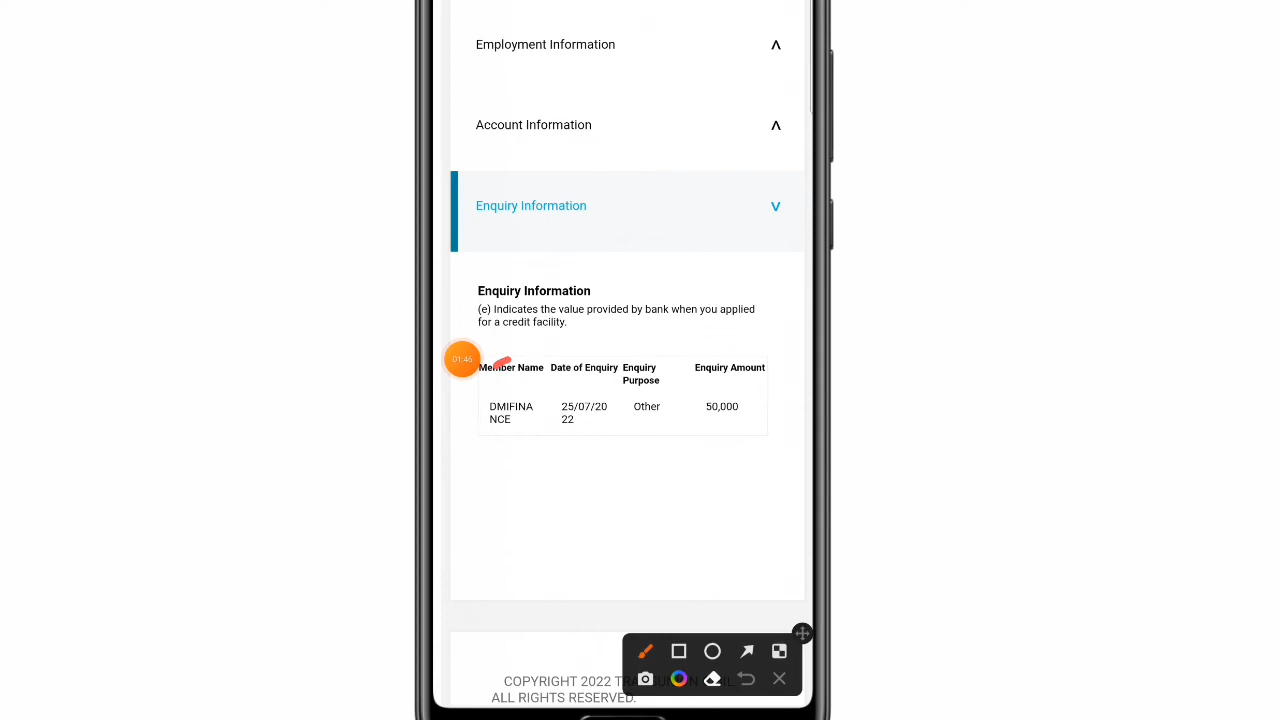 Employment Information
Account Information
Enquiry Information
Enquiry Information
(e) Indicates the value provided by bank when you applied
for a credit facility.
01:46
Member Name Date of Enquiry Enquiry Purpose Enquiry Amount
DMIFINA
NCE
25/07/20
22
Other
50,000
COPYRIGHT 2022
ALL RIGHTS RESERVED.